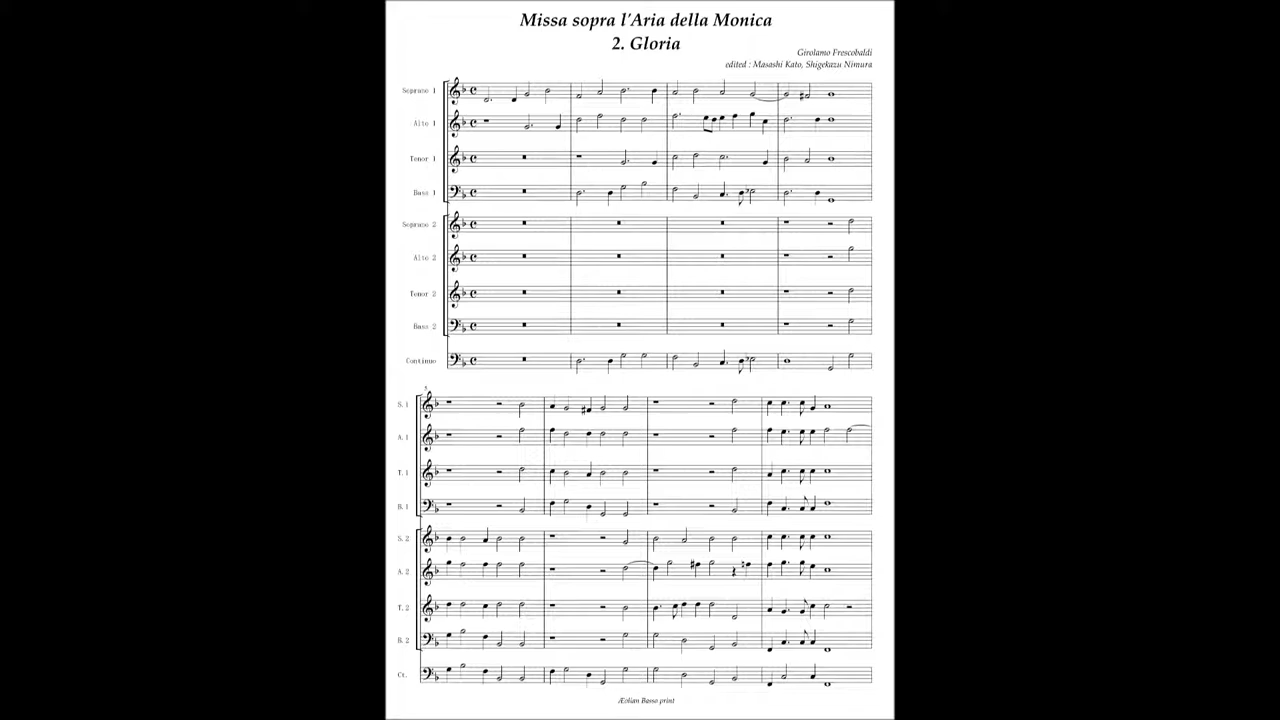 Missa sopra l'Aria della Monica
2. Gloria
Girolamo Frescobaldi
edited : Masashi Kato, Shigekazu Nimura
Soprano 1
Alto 1
Tenor 1
Bass 1
Soprano 2
Alto 2
Tenor 2
Bass 2
Continuo
5
S. 1
A. 1
T. 1
B. 1
S. 2
A. 2
T. 2
B. 2
Ct.
Æolian Basso print